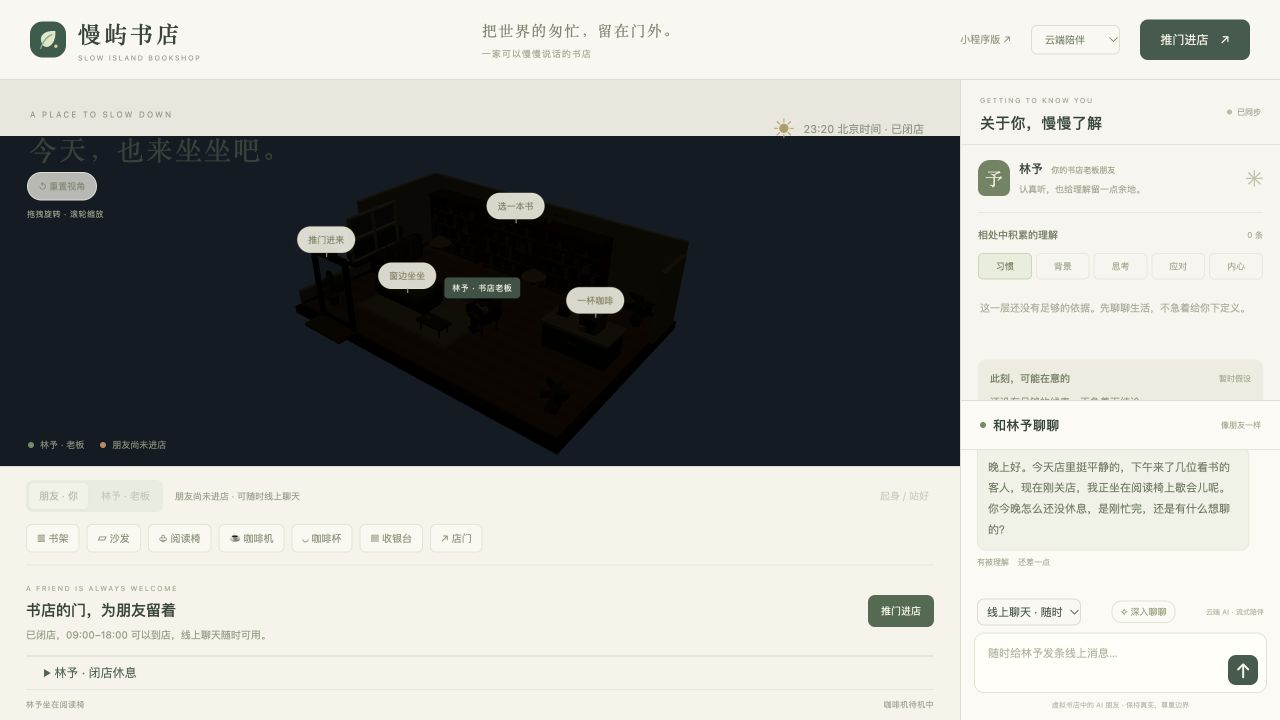 慢屿书店
SLOW ISLAND BOOKSHOP
把世界的匆忙，留在门外。
一家可以慢慢说话的书店
小程序版 ↗
云端陪伴
推门进店 ↗
A PLACE TO SLOW DOWN
23:20 北京时间 · 已闭店
今天，也来坐坐吧。
重置视角
拖拽旋转 · 滚轮缩放
选一本书
推门进来
窗边坐坐
林予 · 书店老板
一杯咖啡
林予 · 老板
朋友尚未进店
朋友 · 你
林予 · 老板
朋友尚未进店 · 可随时线上聊天
起身 / 站好
书架
沙发
阅读椅
咖啡机
咖啡杯
收银台
店门
A FRIEND IS ALWAYS WELCOME
书店的门，为朋友留着
推门进店
已闭店，09:00–18:00 可以到店，线上聊天随时可用。
林予 · 闭店休息
林予坐在阅读椅
咖啡机待机中
GETTING TO KNOW YOU
关于你，慢慢了解
已同步
予
林予 你的书店老板朋友
认真听，也给理解留一点余地。
相处中积累的理解
0 条
习惯
背景
思考
应对
内心
这一层还没有足够的依据。先聊聊生活，不急着给你下定义。
此刻，可能在意的
暂时假设
和林予聊聊
像朋友一样
晚上好。今天店里挺平静的，下午来了几位看书的
客人，现在刚关店，我正坐在阅读椅上歇会儿呢。
你今晚怎么还没休息，是刚忙完，还是有什么想聊
的？
有被理解 还差一点
线上聊天 · 随时
深入聊聊
云端 AI · 流式陪伴
随时给林予发条线上消息...
虚拟书店中的 AI 朋友 · 保持真实，尊重边界